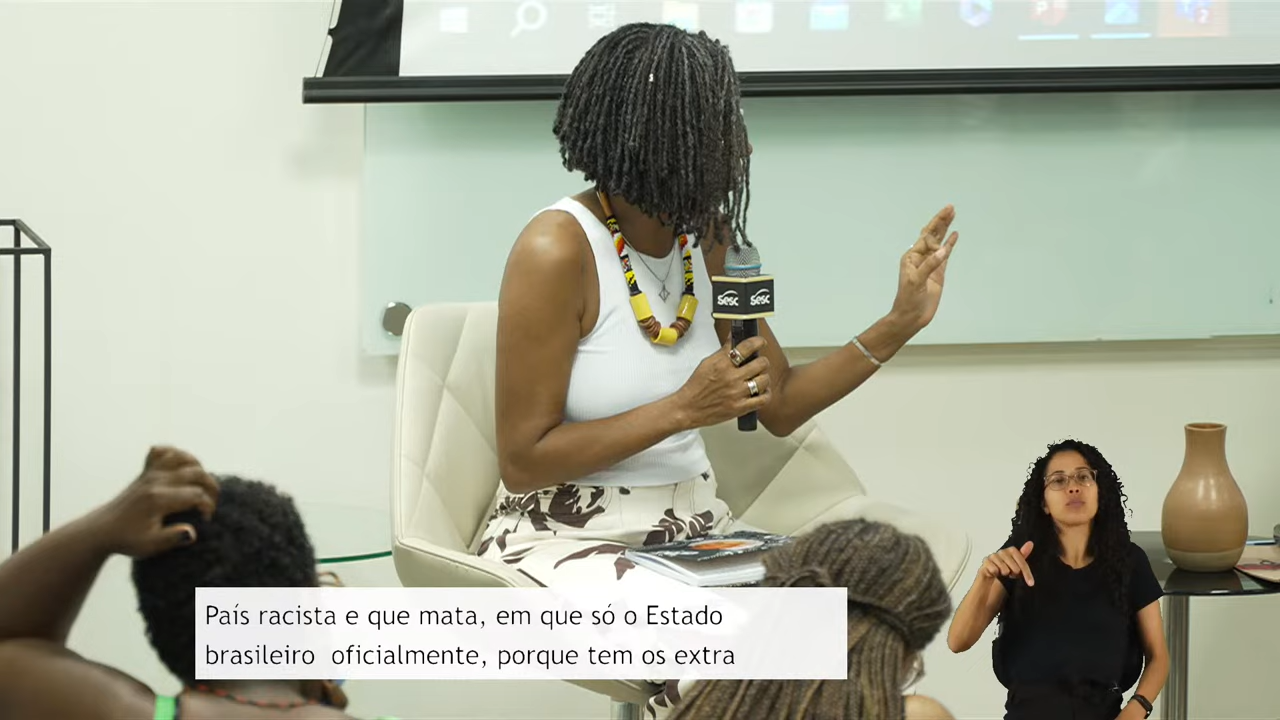 Sesc Sesc
País racista e que mata, em que só o Estado
brasileiro  oficialmente, porque tem os extra